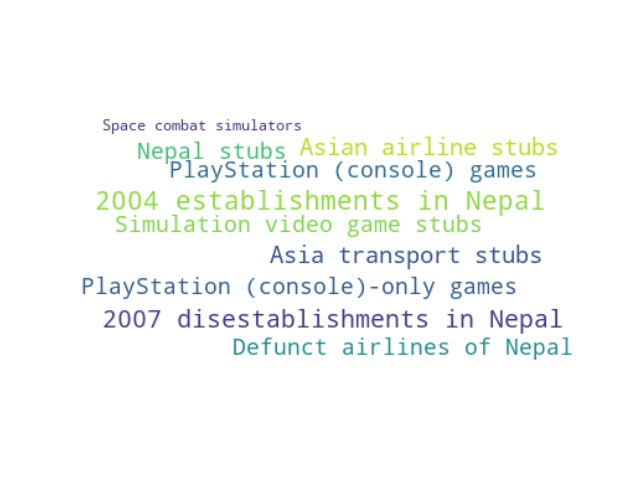 Space combat simulators
Nepal stubs
Asian airline stubs
PlayStation (console) games
2004 establishments in Nepal
Simulation video game stubs
Asia transport stubs
PlayStation (console)-only games
2007 disestablishments in Nepal
Defunct airlines of Nepal